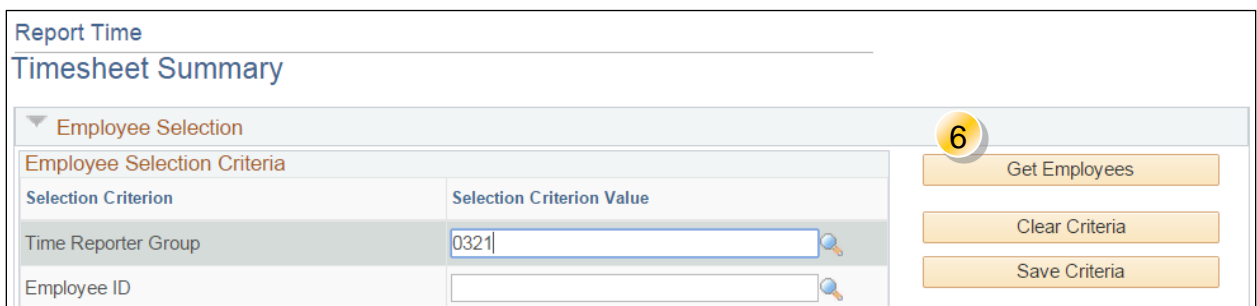 Report Time
Timesheet Summary
Employee Selection
6
Employee Selection Criteria
Get Employees
Selection Criterion Selection Criterion Value
Clear Criteria
Time Reporter Group 0321
Save Criteria
Employee ID